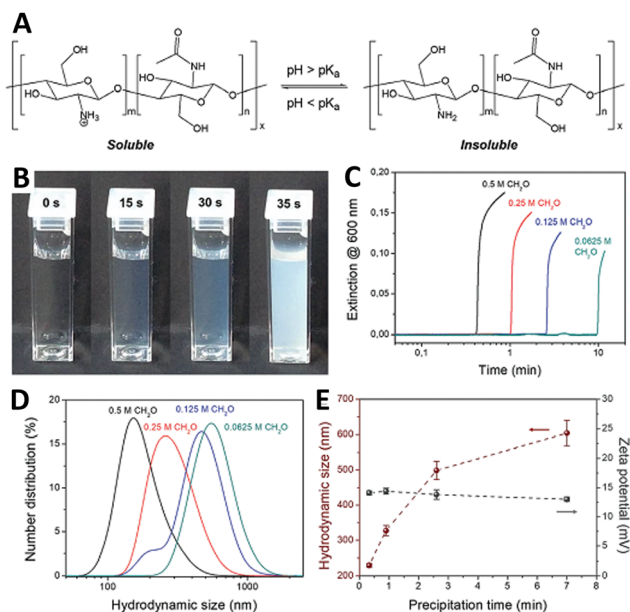 A
OH
O
NH
HO
O
O
O
HO
NH₃
⊕
m
O
OH
n
x
Soluble
pH > pKₐ
pH < pKₐ
OH
O
NH
HO
O
O
O
HO
NH₂
m
O
OH
n
x
Insoluble
B
0 s
15 s
30 s
35 s
C
Extinction @ 600 nm
0,20
0,15
0,10
0,05
0,00
0.5 M CH₂O
0.25 M CH₂O
0.125 M CH₂O
0.0625 M
CH₂O
0,1
1
10
Time (min)
D
Number distribution (%)
20
15
10
5
0
0.5 M CH₂O
0.125 M CH₂O
0.25 M CH₂O
0.0625 M CH₂O
100
1000
Hydrodynamic size (nm)
E
Hydrodynamic size (nm)
700
600
500
400
300
200
0
1
2
3
4
5
6
7
8
Precipitation time (min)
30
25
20
15
10
5
0
Zeta potential (mV)